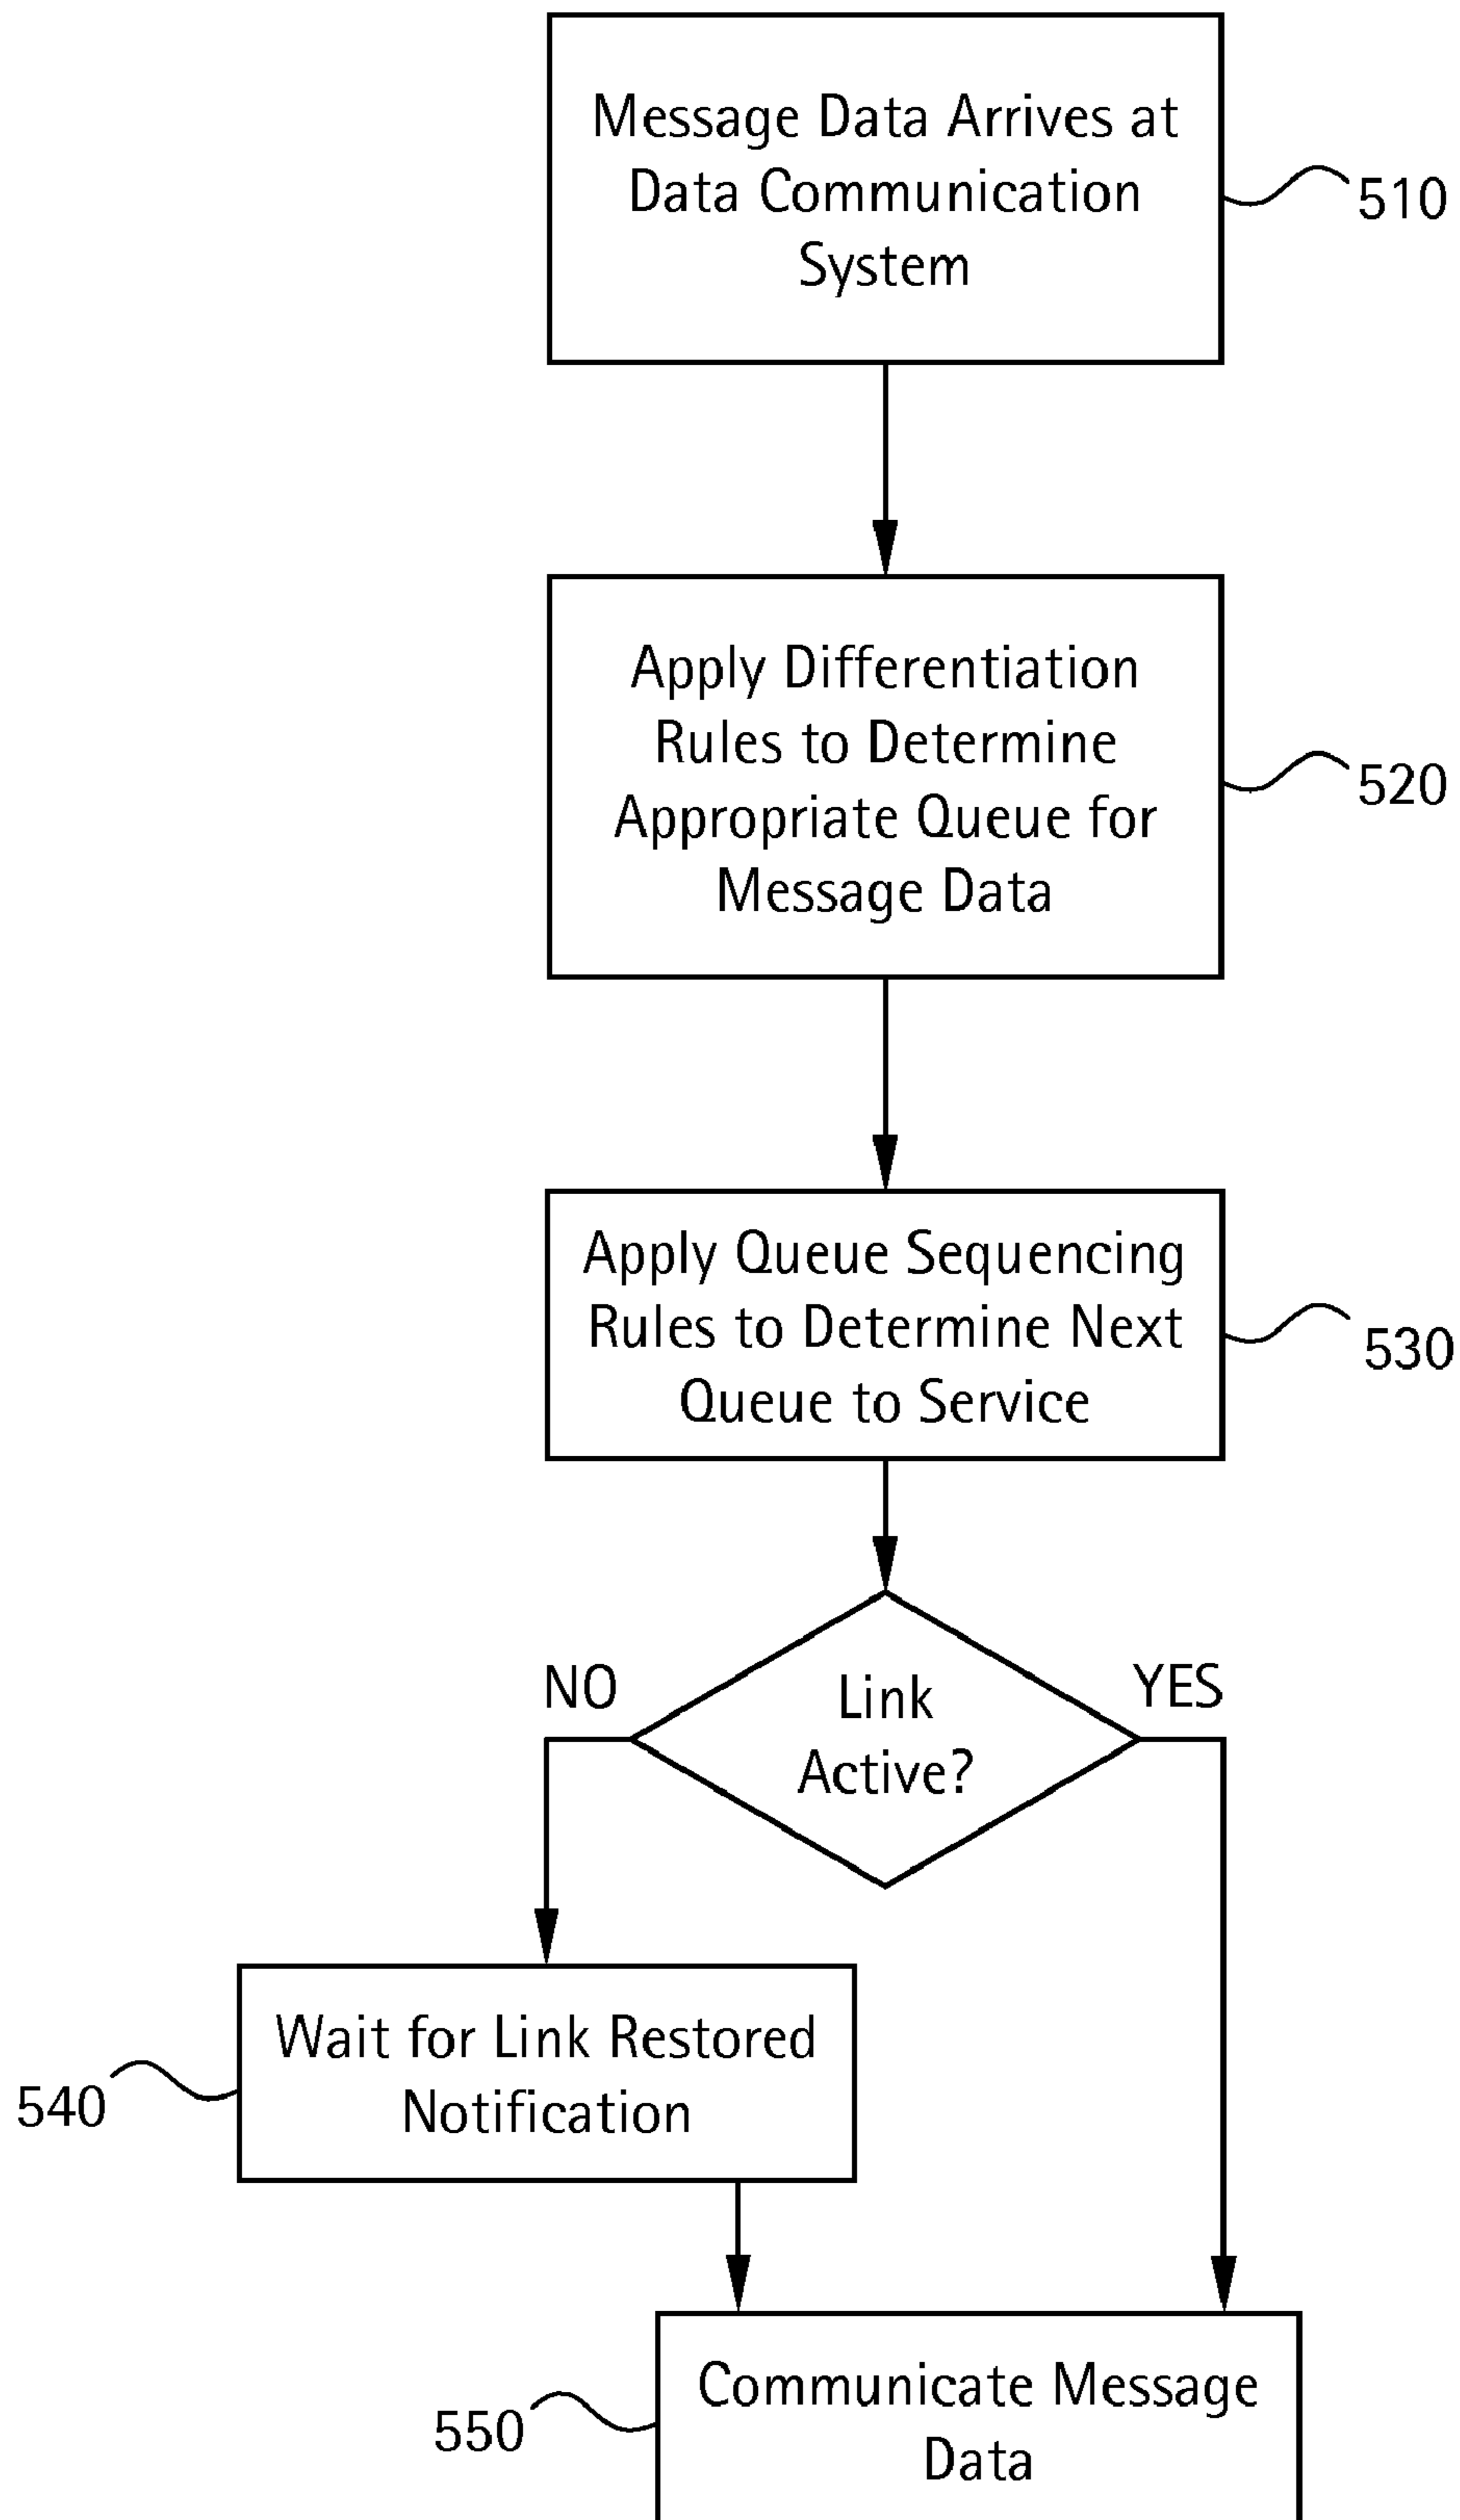 Message Data Arrives at
Data Communication
System
510
Apply Differentiation
Rules to Determine
Appropriate Queue for
Message Data
520
Apply Queue Sequencing
Rules to Determine Next
Queue to Service
530
NO
Link
Active?
YES
Wait for Link Restored
Notification
540
Communicate Message
Data
550